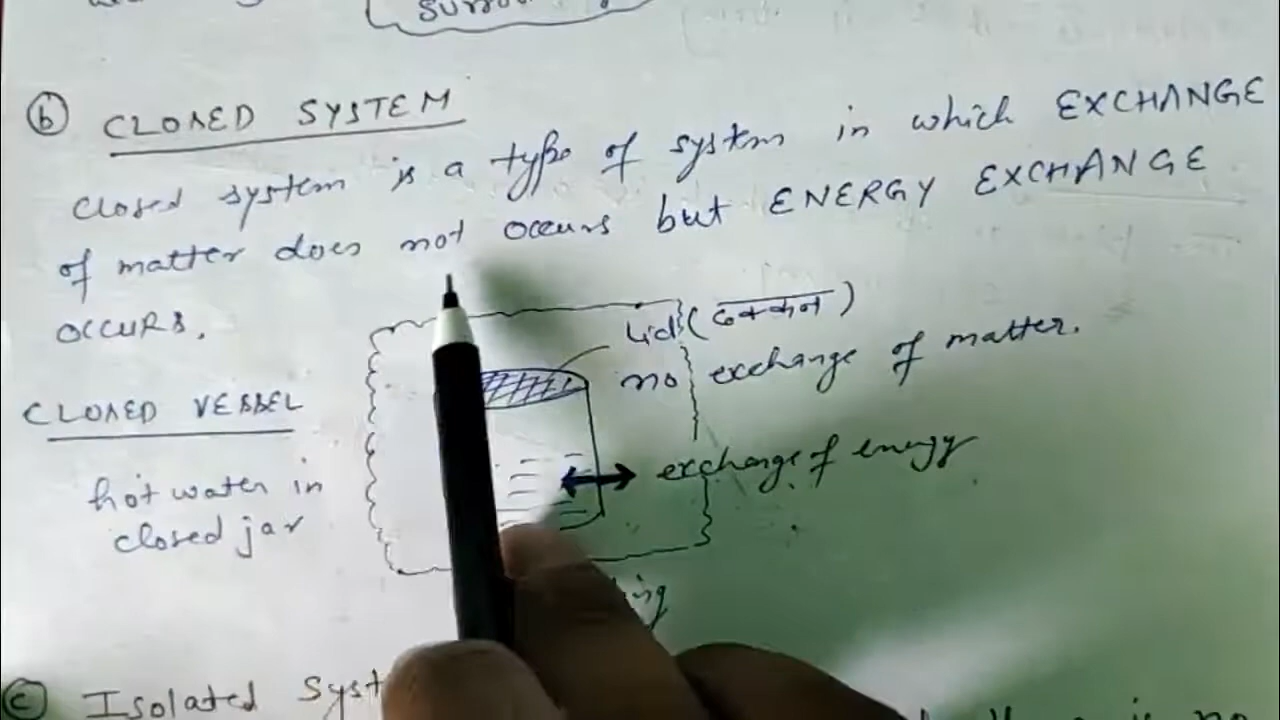 ⓑ CLOSED SYSTEM
Closed system is a type of system in which EXCHANGE
of matter does not occurs but ENERGY EXCHANGE
OCCURS.
Lid (ढक्कन)
no exchange of matter.
CLOSED VESSEL
exchange of energy
hot water in
closed jar
ⓒ Isolated
is no